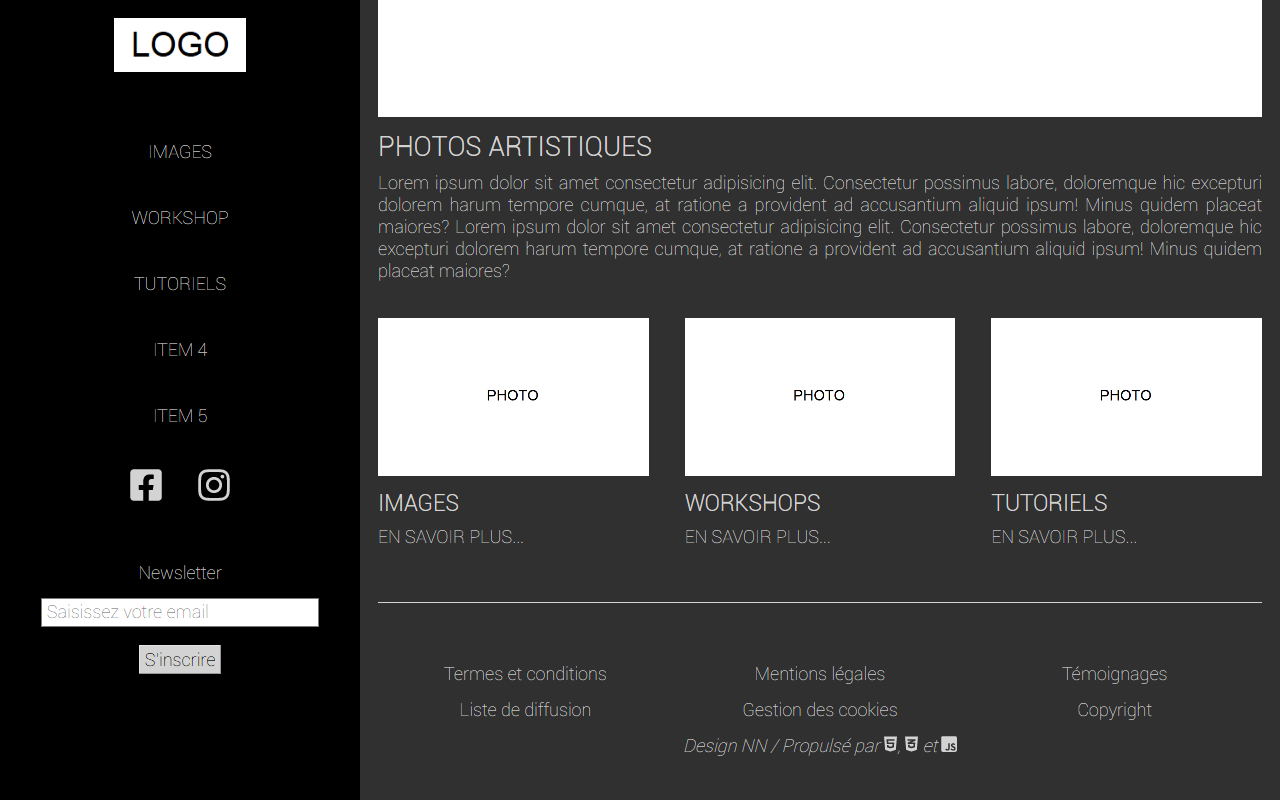 LOGO
IMAGES
WORKSHOP
TUTORIELS
ITEM 4
ITEM 5
Newsletter
Saisissez votre email
S'inscrire
PHOTOS ARTISTIQUES
Lorem ipsum dolor sit amet consectetur adipisicing elit. Consectetur possimus labore, doloremque hic excepturi
dolorem harum tempore cumque, at ratione a provident ad accusantium aliquid ipsum! Minus quidem placeat
maiores? Lorem ipsum dolor sit amet consectetur adipisicing elit. Consectetur possimus labore, doloremque hic
excepturi dolorem harum tempore cumque, at ratione a provident ad accusantium aliquid ipsum! Minus quidem
placeat maiores?
PHOTO
IMAGES
EN SAVOIR PLUS...
PHOTO
WORKSHOPS
EN SAVOIR PLUS...
PHOTO
TUTORIELS
EN SAVOIR PLUS...
Termes et conditions
Mentions légales
Témoignages
Liste de diffusion
Gestion des cookies
Copyright
Design NN / Propulsé par 5, 3 et JS